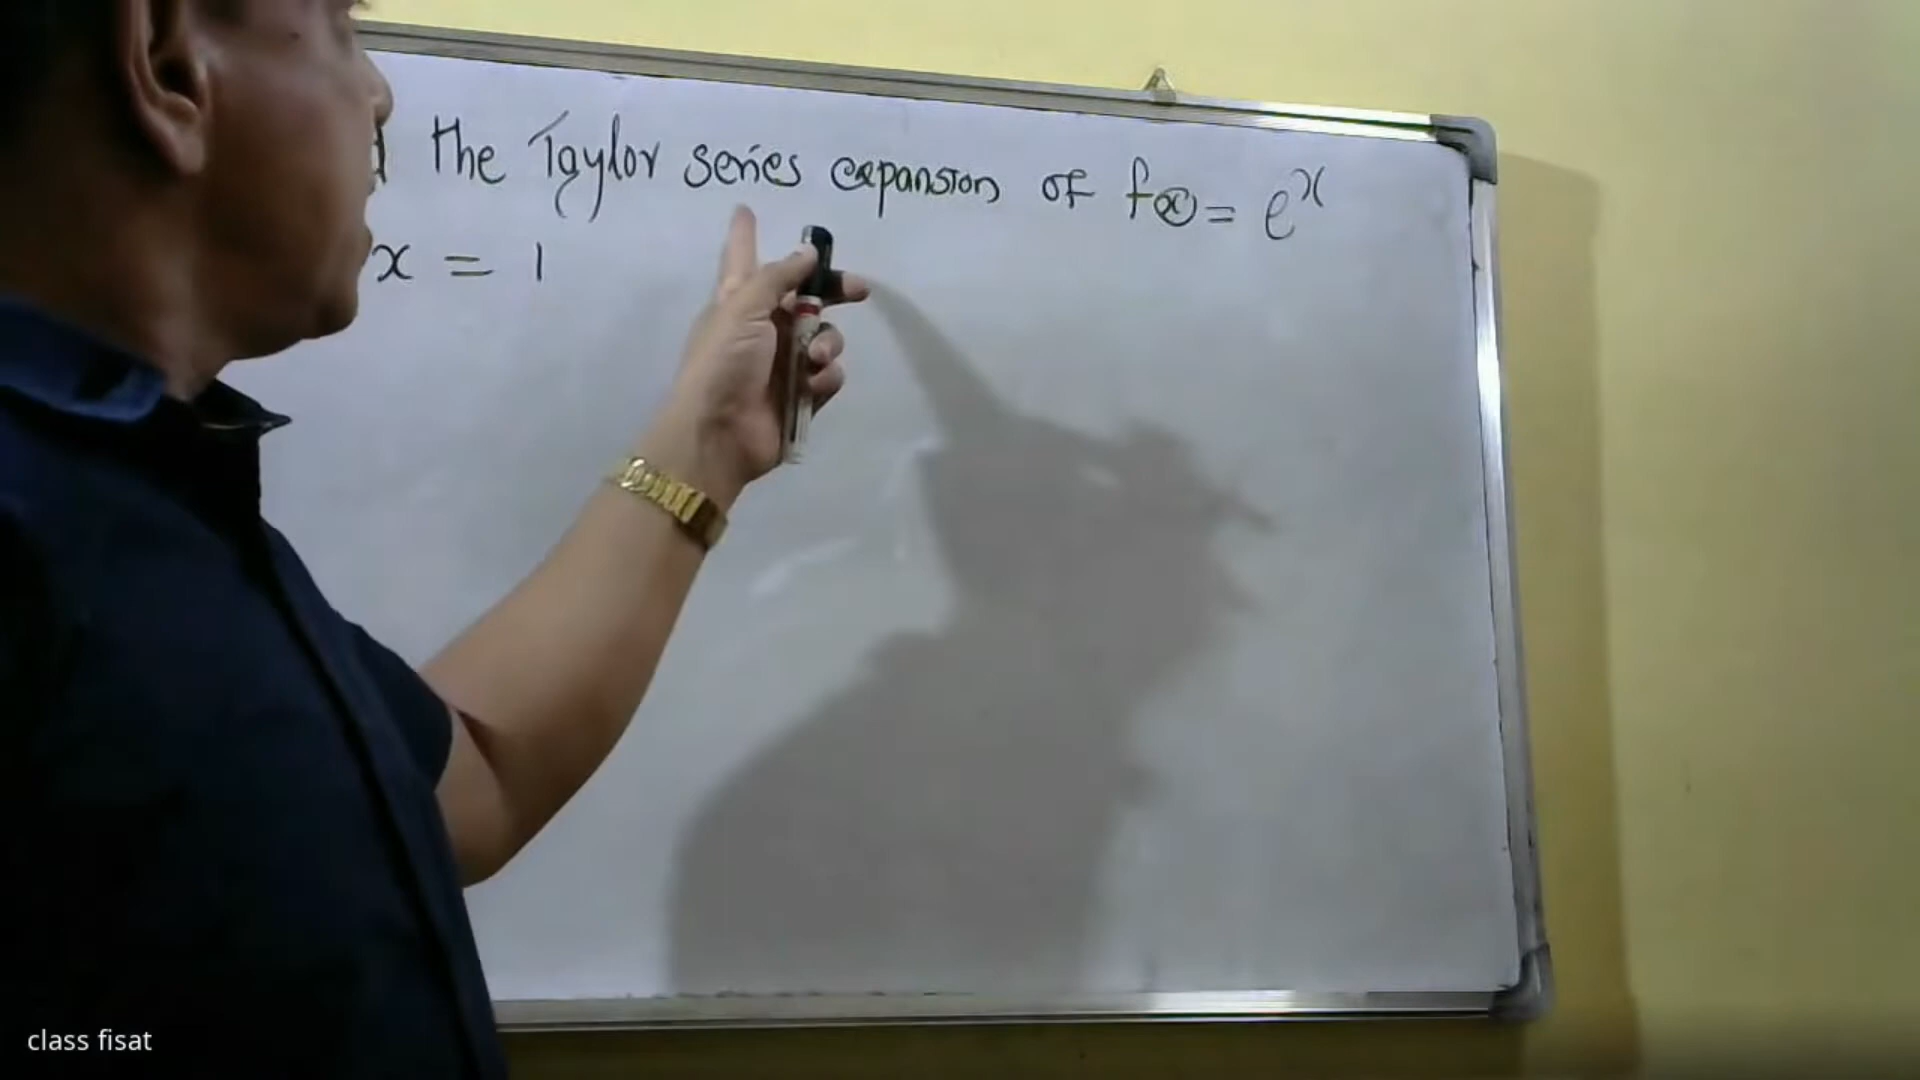 the Taylor series expansion of f(x) = e^x
x = 1
class fisat